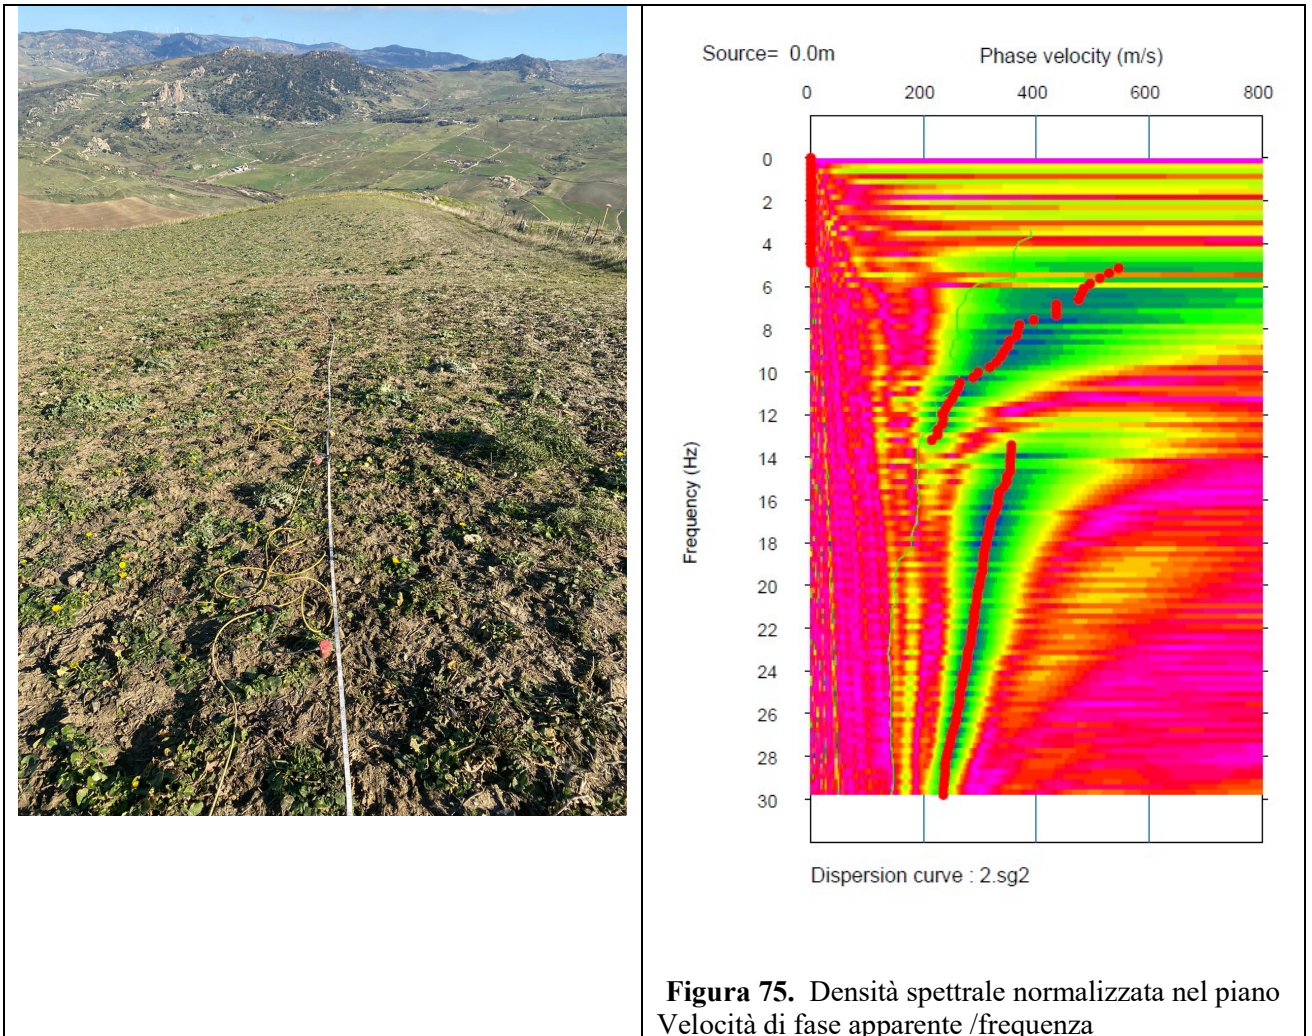 Source= 0.0m
Phase velocity (m/s)
0 200 400 600 800
0
2
4
6
8
10
12
14
16
18
20
22
24
26
28
30
Frequency (Hz)
Dispersion curve : 2.sg2
Figura 75. Densità spettrale normalizzata nel piano
Velocità di fase apparente /frequenza